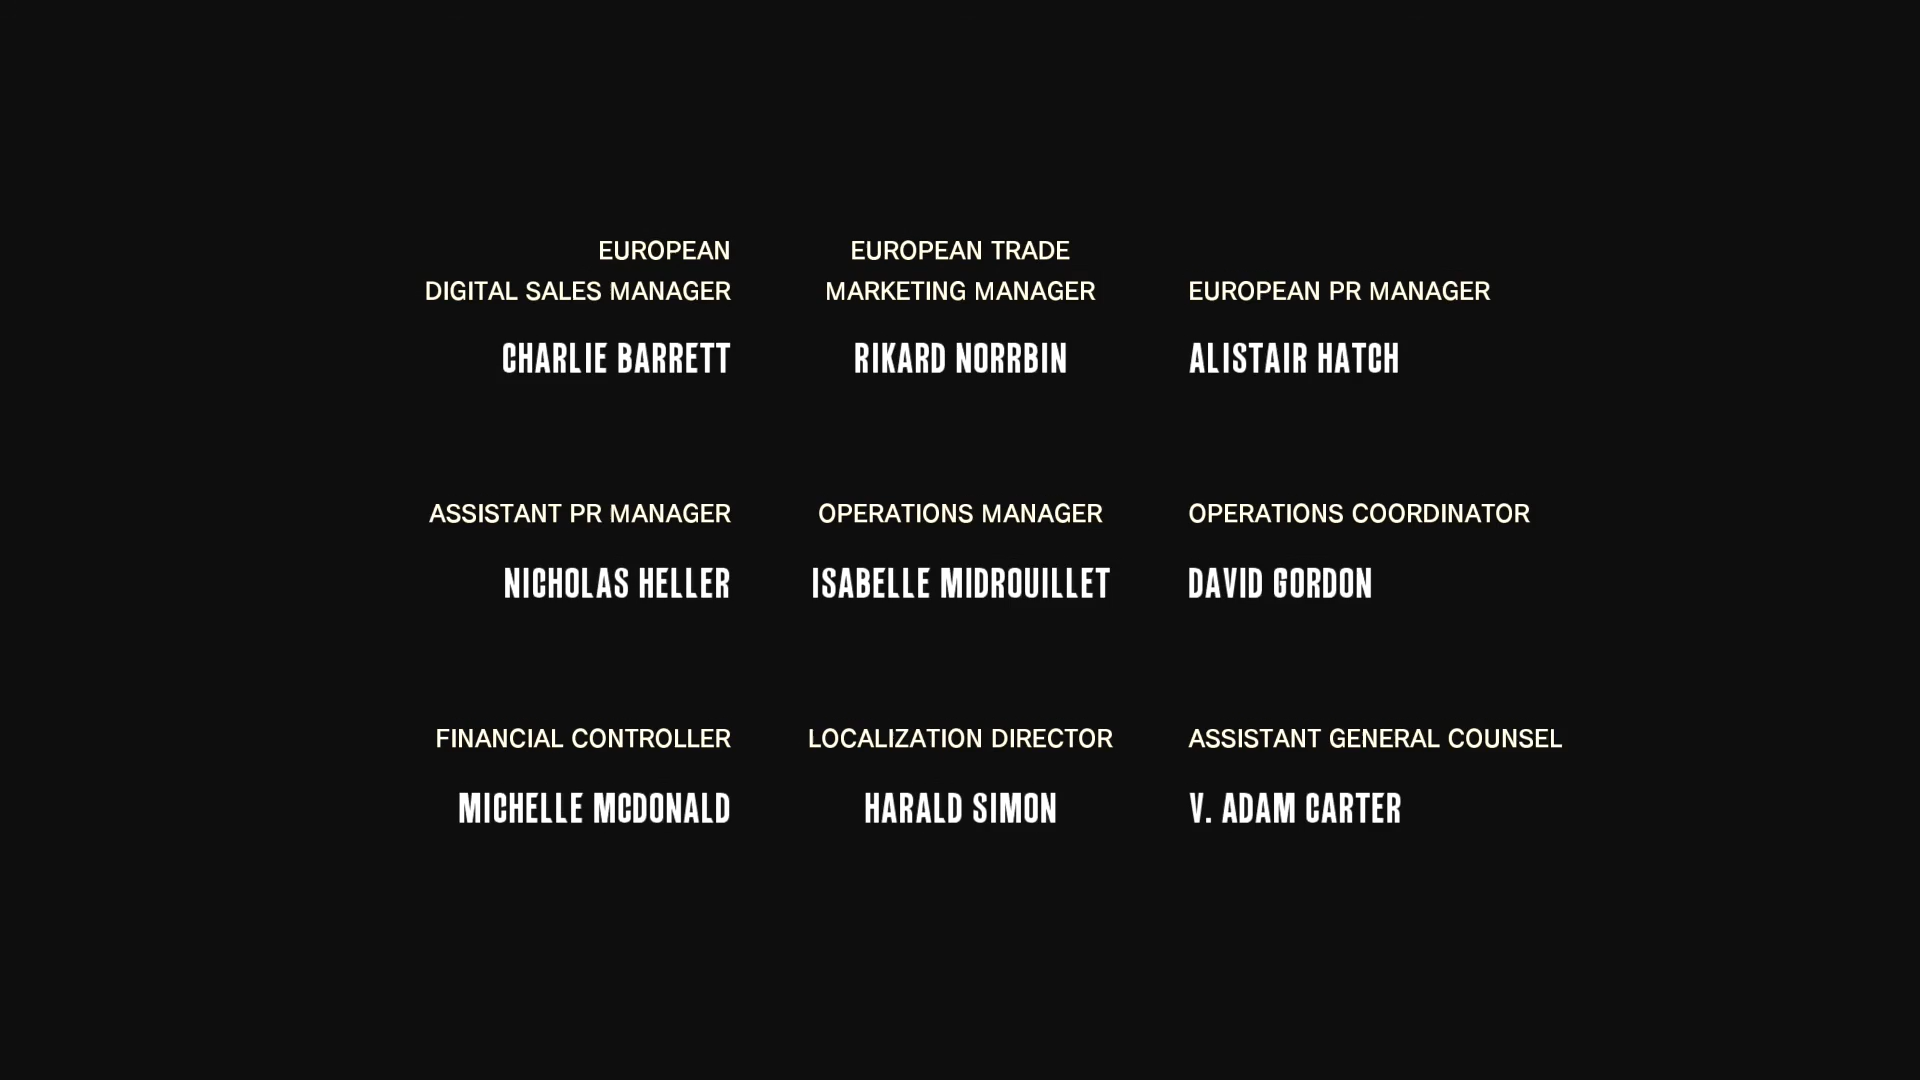 EUROPEAN
DIGITAL SALES MANAGER
CHARLIE BARRETT
EUROPEAN TRADE
MARKETING MANAGER
RIKARD NORRBIN
EUROPEAN PR MANAGER
ALISTAIR HATCH
ASSISTANT PR MANAGER
NICHOLAS HELLER
OPERATIONS MANAGER
ISABELLE MIDROUILLET
OPERATIONS COORDINATOR
DAVID GORDON
FINANCIAL CONTROLLER
MICHELLE MCDONALD
LOCALIZATION DIRECTOR
HARALD SIMON
ASSISTANT GENERAL COUNSEL
V. ADAM CARTER